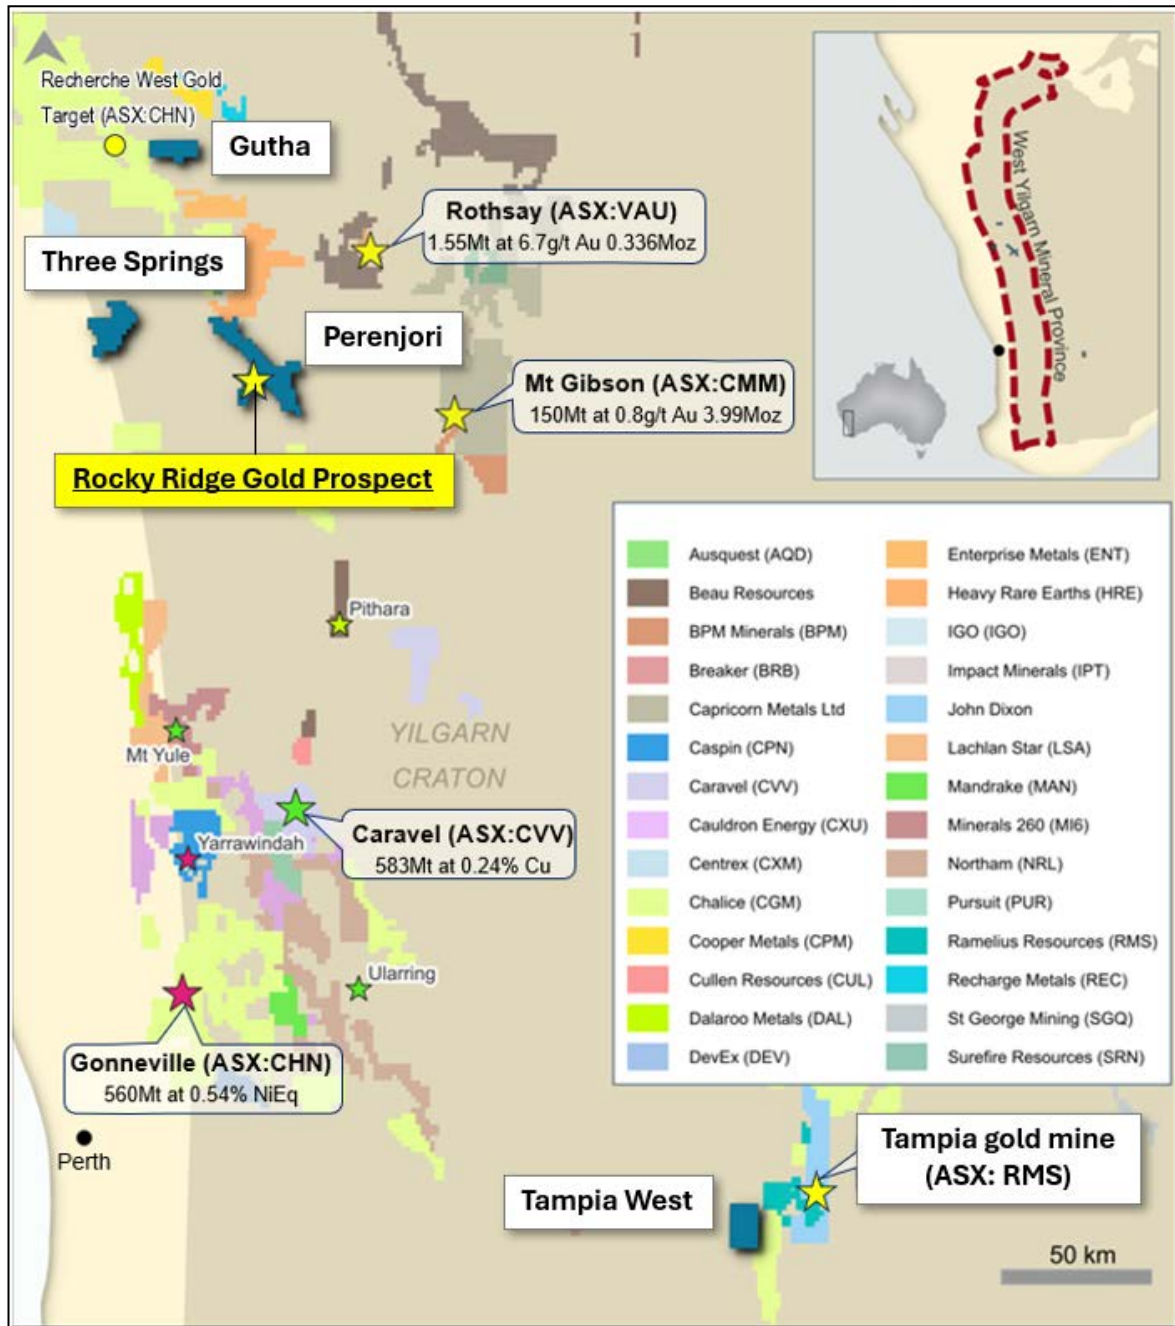 Recherche West Gold
Target (ASX:CHN)
Gutha
Rothsay (ASX:VAU)
1.55Mt at 6.7g/t Au 0.336Moz
Three Springs
Perenjori
Mt Gibson (ASX:CMM)
150Mt at 0.8g/t Au 3.99Moz
Rocky Ridge Gold Prospect
West Yilgarn Mineral Province
Pithara
YILGARN
CRATON
Mt Yule
Caravel (ASX:CVV)
583Mt at 0.24% Cu
Yarrawindah
Ularring
Gonneville (ASX:CHN)
560Mt at 0.54% NiEq
Perth
Ausquest (AQD)
Beau Resources
BPM Minerals (BPM)
Breaker (BRB)
Capricorn Metals Ltd
Caspin (CPN)
Caravel (CVV)
Cauldron Energy (CXU)
Centrex (CXM)
Chalice (CGM)
Cooper Metals (CPM)
Cullen Resources (CUL)
Dalaroo Metals (DAL)
DevEx (DEV)
Enterprise Metals (ENT)
Heavy Rare Earths (HRE)
IGO (IGO)
Impact Minerals (IPT)
John Dixon
Lachlan Star (LSA)
Mandrake (MAN)
Minerals 260 (MI6)
Northam (NRL)
Pursuit (PUR)
Ramelius Resources (RMS)
Recharge Metals (REC)
St George Mining (SGQ)
Surefire Resources (SRN)
Tampia gold mine
(ASX: RMS)
Tampia West
50 km